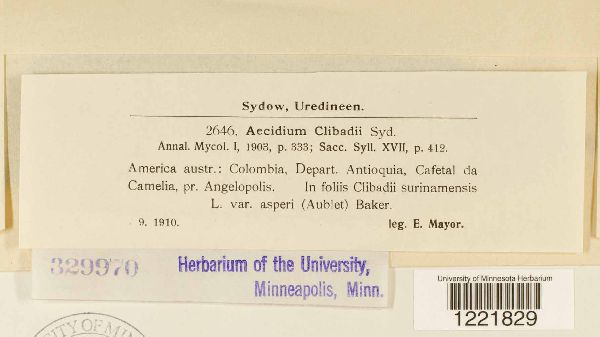 Sydow, Uredineen.
2646. Aecidium Clibadii Syd.
Annal. Mycol. I, 1903, p. 333; Sacc. Syll. XVII, p. 412.
America austr.: Colombia, Depart. Antioquia, Cafetal da
Camelia, pr. Angelopolis. In foliis Clibadii surinamensis
L. var. asperi (Aublet) Baker.
9. 1910. leg. E. Mayor.
329970 Herbarium of the University,
Minneapolis, Minn.
University of Minnesota Herbarium
1221829